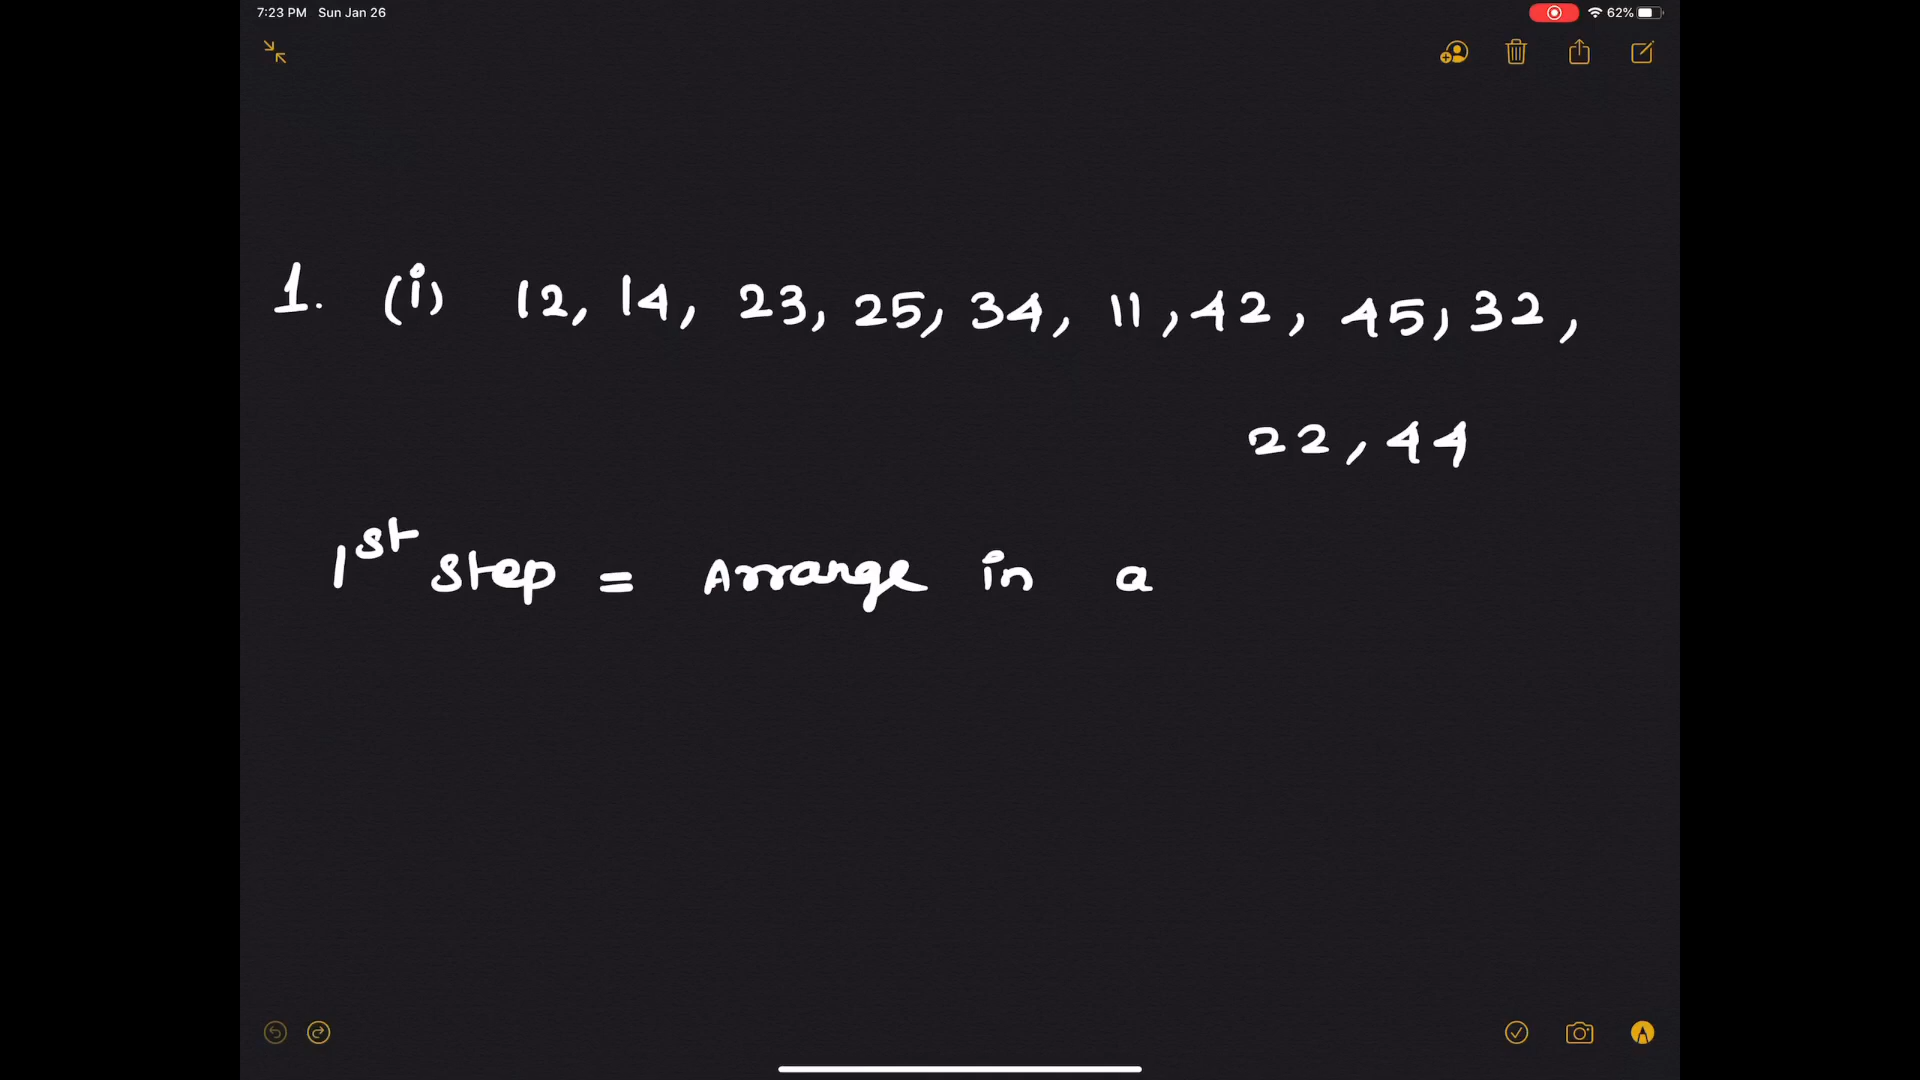 7:23 PM Sun Jan 26 62%
1. (i) 12, 14, 23, 25, 34, 11, 42, 45, 32,
22, 44
1st step = Arrange in a